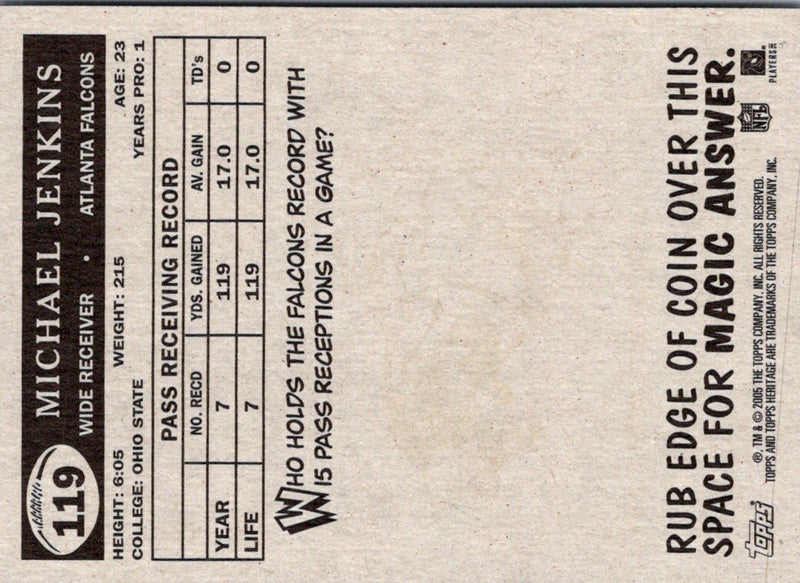 119
MICHAEL JENKINS
WIDE RECEIVER • ATLANTA FALCONS
HEIGHT: 6:05 WEIGHT: 215 AGE: 23
COLLEGE: OHIO STATE YEARS PRO: 1
PASS RECEIVING RECORD
NO. RECD YDS. GAINED AV. GAIN TD's
YEAR 7 119 17.0 0
LIFE 7 119 17.0 0
WHO HOLDS THE FALCONS RECORD WITH
15 PASS RECEPTIONS IN A GAME?
RUB EDGE OF COIN OVER THIS
SPACE FOR MAGIC ANSWER.
Topps
®, TM & © 2005 THE TOPPS COMPANY, INC. ALL RIGHTS RESERVED.
TOPPS AND TOPPS HERITAGE ARE TRADEMARKS OF THE TOPPS COMPANY, INC.
NFL
PLAYERS